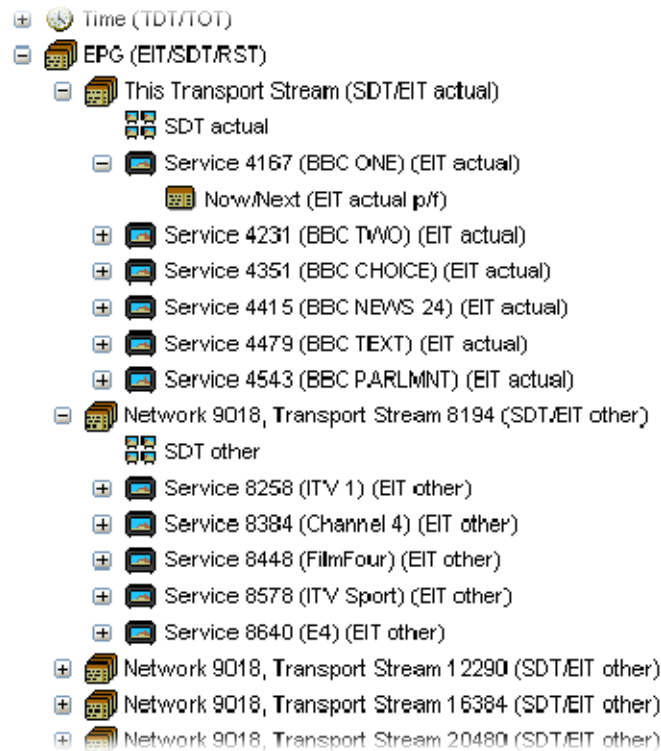 Time (TDT/TOT)
EPG (EIT/SDT/RST)
This Transport Stream (SDT/EIT actual)
SDT actual
Service 4167 (BBC ONE) (EIT actual)
Now/Next (EIT actual p/f)
Service 4231 (BBC TWO) (EIT actual)
Service 4351 (BBC CHOICE) (EIT actual)
Service 4415 (BBC NEWS 24) (EIT actual)
Service 4479 (BBC TEXT) (EIT actual)
Service 4543 (BBC PARLMNT) (EIT actual)
Network 9018, Transport Stream 8194 (SDT/EIT other)
SDT other
Service 8258 (ITV 1) (EIT other)
Service 8384 (Channel 4) (EIT other)
Service 8448 (FilmFour) (EIT other)
Service 8578 (ITV Sport) (EIT other)
Service 8640 (E4) (EIT other)
Network 9018, Transport Stream 12290 (SDT/EIT other)
Network 9018, Transport Stream 16384 (SDT/EIT other)
Network 9018, Transport Stream 20480 (SDT/EIT other)